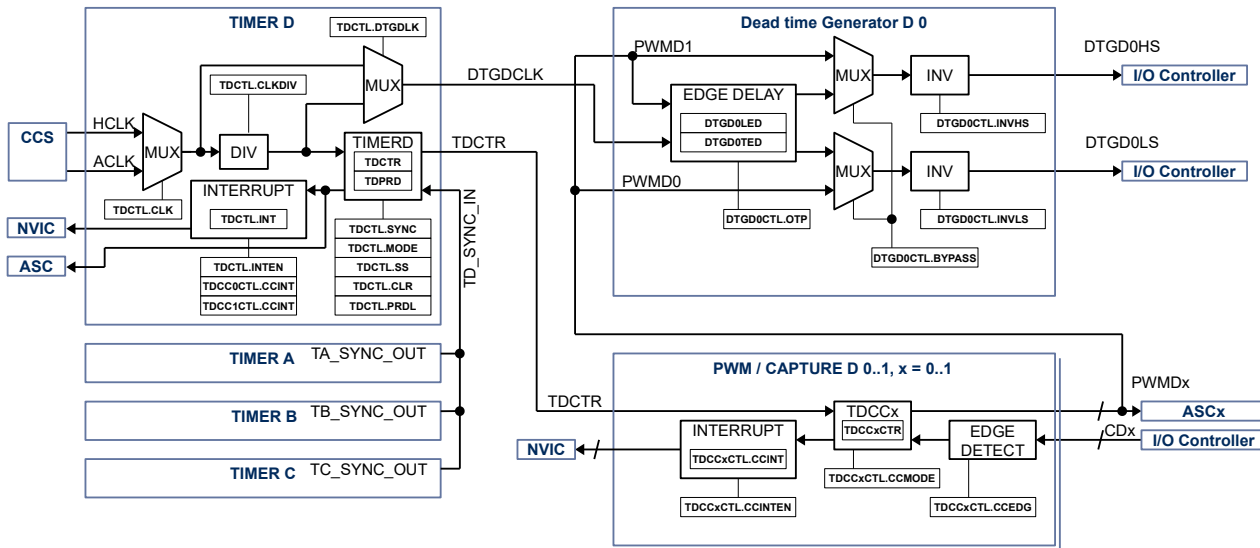 TIMER D
TDCTL.DTGDLK
MUX
TDCTL.CLKDIV
CCS
HCLK
ACLK
MUX
DIV
TIMERD
TDCTR
TDPRD
TDCTR
INTERRUPT
TDCTL.INT
TDCTL.CLK
NVIC
ASC
TDCTL.INTEN
TDCC0CTL.CCINT
TDCC1CTL.CCINT
TDCTL.SYNC
TDCTL.MODE
TDCTL.SS
TDCTL.CLR
TDCTL.PRDL
TD_SYNC_IN
TIMER A
TA_SYNC_OUT
TIMER B
TB_SYNC_OUT
TIMER C
TC_SYNC_OUT
DTGDCLK
Dead time Generator D 0
PWMD1
MUX
INV
EDGE DELAY
DTGD0LED
DTGD0TED
DTGD0CTL.INVHS
PWMD0
MUX
INV
DTGD0CTL.OTP
DTGD0CTL.INVLS
DTGD0CTL.BYPASS
DTGD0HS
I/O Controller
DTGD0LS
I/O Controller
PWM / CAPTURE D 0..1, x = 0..1
TDCTR
TDCCx
TDCCxCTR
INTERRUPT
TDCCxCTL.CCINT
EDGE
DETECT
NVIC
TDCCxCTL.CCMODE
TDCCxCTL.CCINTEN
TDCCxCTL.CCEDG
PWMDx
ASCx
CDx
I/O Controller